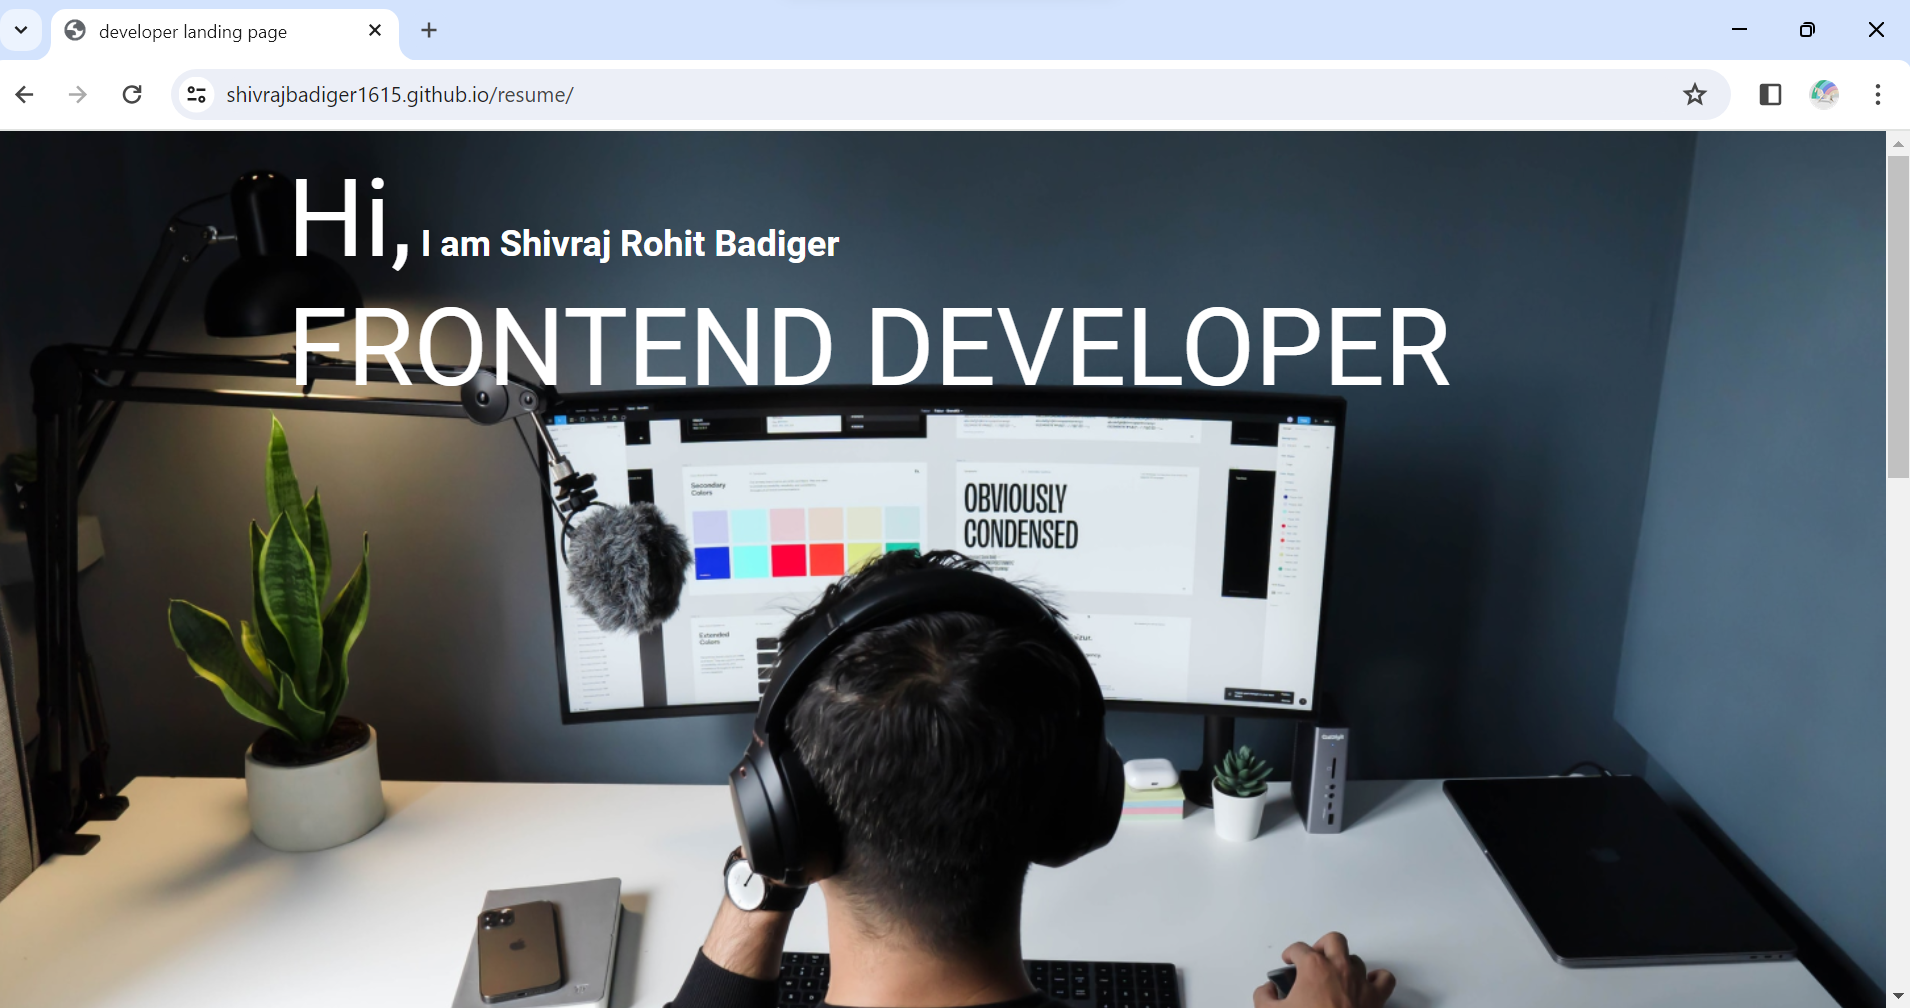 developer landing page
shivrajbadiger1615.github.io/resume/
Hi, I am Shivraj Rohit Badiger
FRONTEND DEVELOPER
Secondary
Colors
OBVIOUSLY
CONDENSED
Extended
Colors